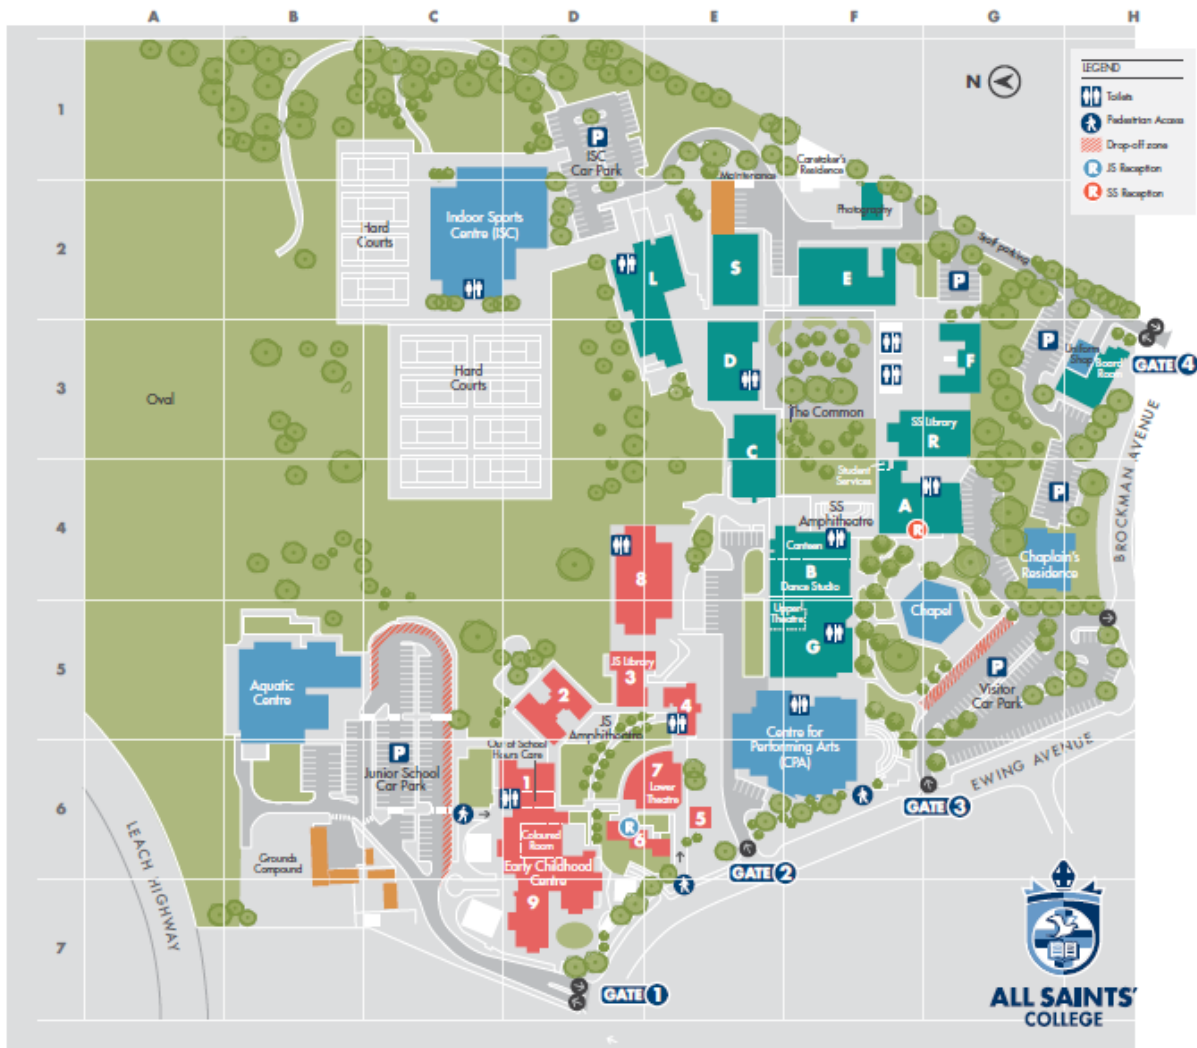 A B C D E F G H
1
2
3
4
5
6
7
N
LEGEND
Toilets
Pedestrian Access
Drop-off zone
R JS Reception
R SS Reception
P
ISC
Car Park
Maintenance
Caretaker's
Residence
Photography
Staff parking
Hard
Courts
Indoor Sports
Centre (ISC)
L
S
E
P
P
Uniform
Shop
Board
Room
GATE 4
Hard
Courts
D
F
The Common
Oval
SS Library
R
C
Student
Services
A
P
SS
Amphitheatre
R
BROCKMAN AVENUE
Canteen
B
Dance Studio
8
Chaplain's
Residence
Upper
Theatre
G
Chapel
JS Library
3
Aquatic
Centre
2
4
P
Visitor
Car Park
JS
Amphitheatre
Centre for
Performing Arts
(CPA)
Out of School
Hours Care
P
Junior School
Car Park
1
7
Lower
Theatre
EWING AVENUE
GATE 3
5
R
6
Coloured
Room
Early Childhood
Centre
Grounds
Compound
GATE 2
9
LEACH HIGHWAY
GATE 1
ALL SAINTS'
COLLEGE